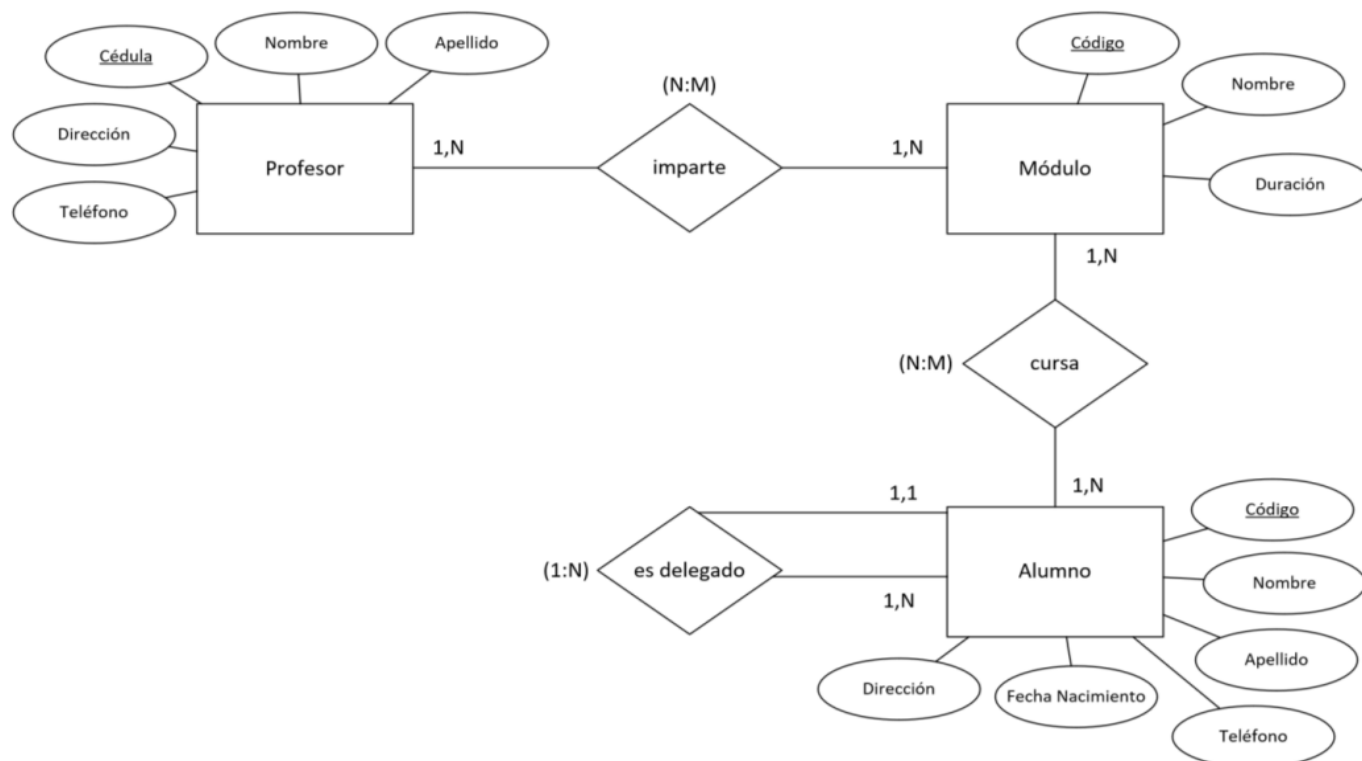 Código
Nombre
Apellido
Cédula
(N:M)
Nombre
Dirección
1,N
1,N
Profesor
imparte
Módulo
Duración
Teléfono
1,N
(N:M)
cursa
1,1
1,N
Código
(1:N)
es delegado
Alumno
Nombre
1,N
Apellido
Dirección
Fecha Nacimiento
Teléfono